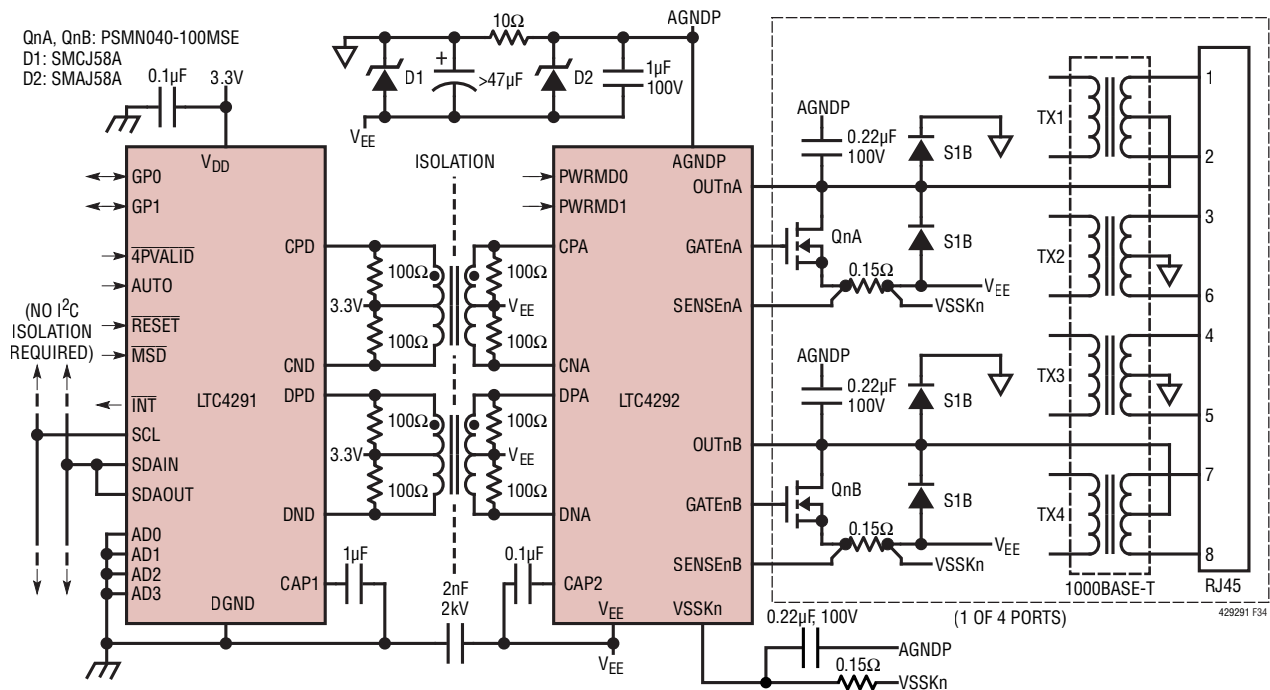 QnA, QnB: PSMN040-100MSE
D1: SMCJ58A
D2: SMAJ58A
0.1µF
3.3V
10Ω
AGNDP
D1
+
>47µF
D2
1µF
100V
VEE
VDD
GP0
GP1
4PVALID
AUTO
RESET
MSD
INT
SCL
SDAIN
SDAOUT
AD0
AD1
AD2
AD3
(NO I²C
ISOLATION
REQUIRED)
LTC4291
CPD
CND
DPD
DND
CAP1
DGND
ISOLATION
100Ω
100Ω
3.3V
100Ω
100Ω
VEE
100Ω
100Ω
3.3V
100Ω
100Ω
VEE
1µF
2nF
2kV
0.1µF
AGNDP
PWRMD0
PWRMD1
CPA
CNA
DPA
DNA
CAP2
LTC4292
OUTnA
GATEnA
SENSEnA
OUTnB
GATEnB
SENSEnB
VEE
VSSKn
VEE
AGNDP
0.22µF
100V
S1B
QnA
S1B
0.15Ω
VEE
VSSKn
AGNDP
0.22µF
100V
S1B
QnB
S1B
0.15Ω
VEE
VSSKn
TX1
TX2
TX3
TX4
1
2
3
6
4
5
7
8
1000BASE-T
RJ45
(1 OF 4 PORTS)
429291 F34
0.22µF, 100V
AGNDP
0.15Ω
VSSKn